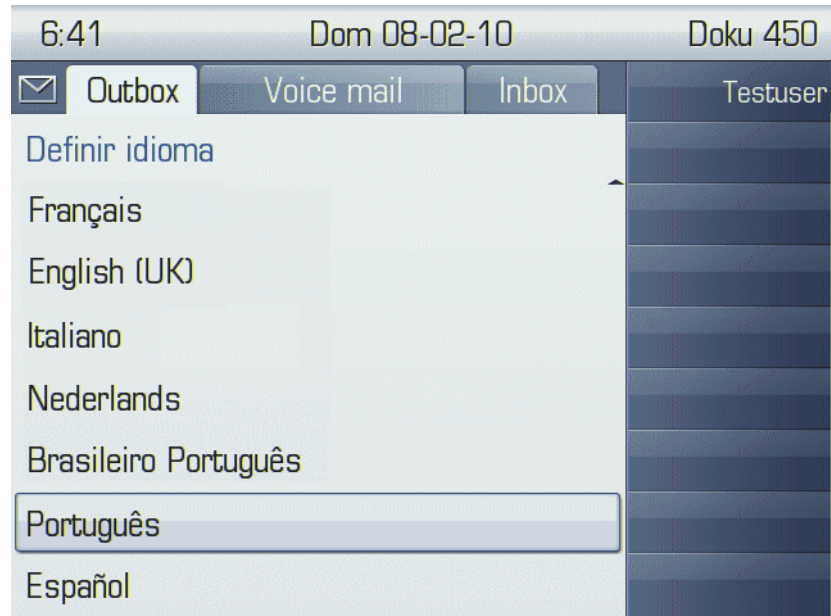 6:41 Dom 08-02-10 Doku 450
Outbox Voice mail Inbox Testuser
Definir idioma
Français
English (UK)
Italiano
Nederlands
Brasileiro Português
Português
Español